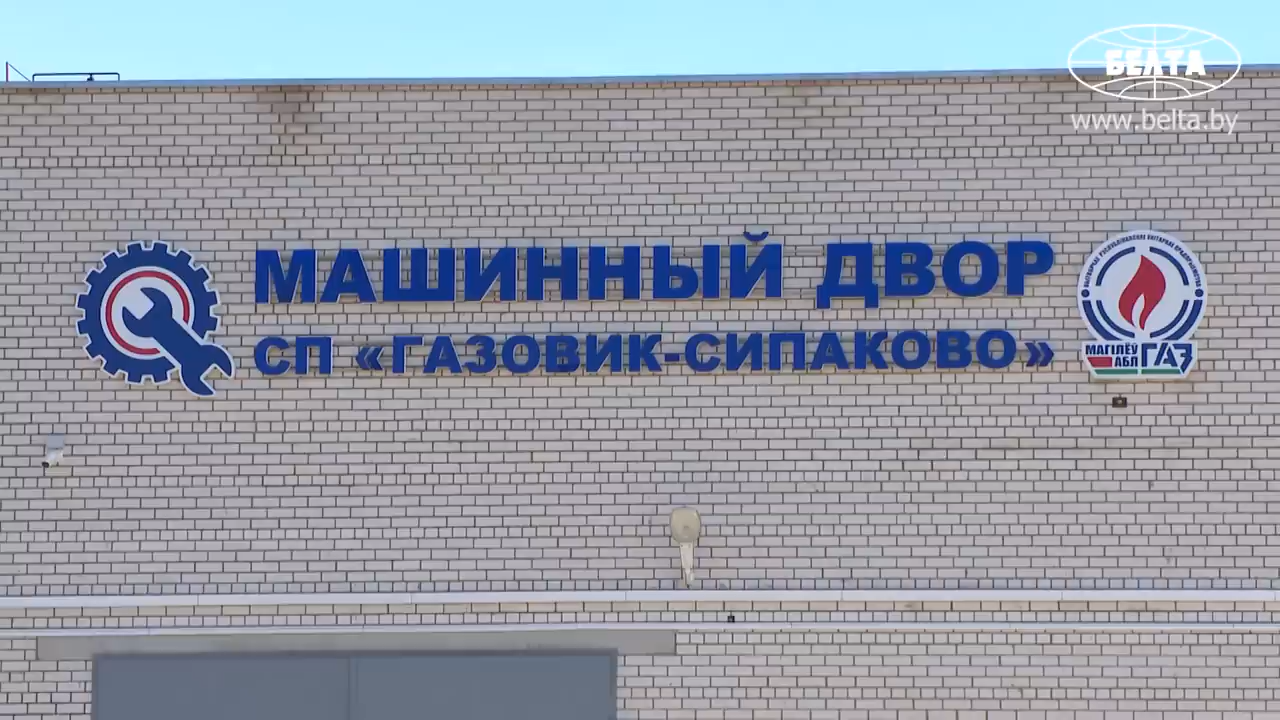 БЕЛТА
www.belta.by
МАШИННЫЙ ДВОР
СП «ГАЗОВИК-СИПАКОВО»
МАГІЛЁЎ
АБЛ
ГАЗ